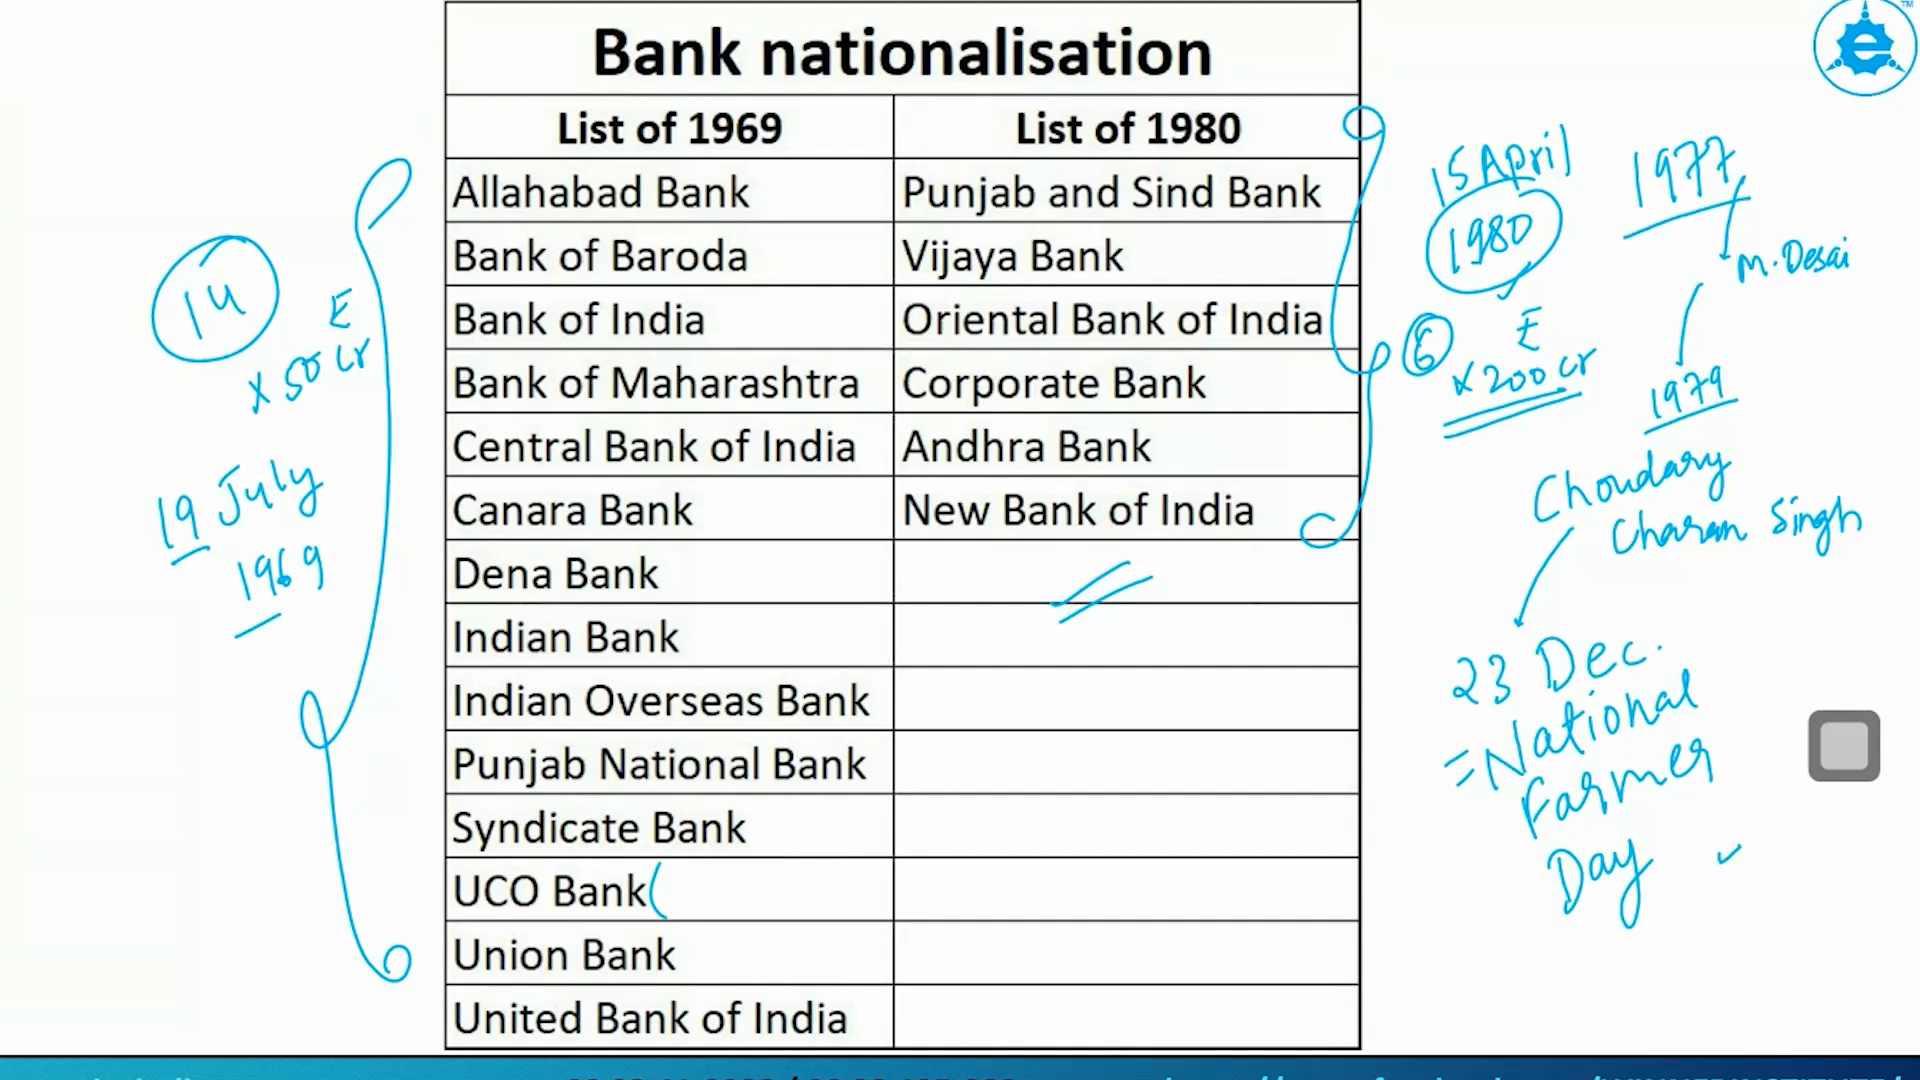 Bank nationalisation
List of 1969 List of 1980
Allahabad Bank Punjab and Sind Bank
Bank of Baroda Vijaya Bank
Bank of India Oriental Bank of India
Bank of Maharashtra Corporate Bank
Central Bank of India Andhra Bank
Canara Bank New Bank of India
Dena Bank
Indian Bank
Indian Overseas Bank
Punjab National Bank
Syndicate Bank
UCO Bank(
Union Bank
United Bank of India
14
50 cr
19 July
1969
15 April
1980
6
200 cr
1977
M. Desai
1979
Choudary
Charan Singh
23 Dec.
=National
Farmer
Day
e
TM